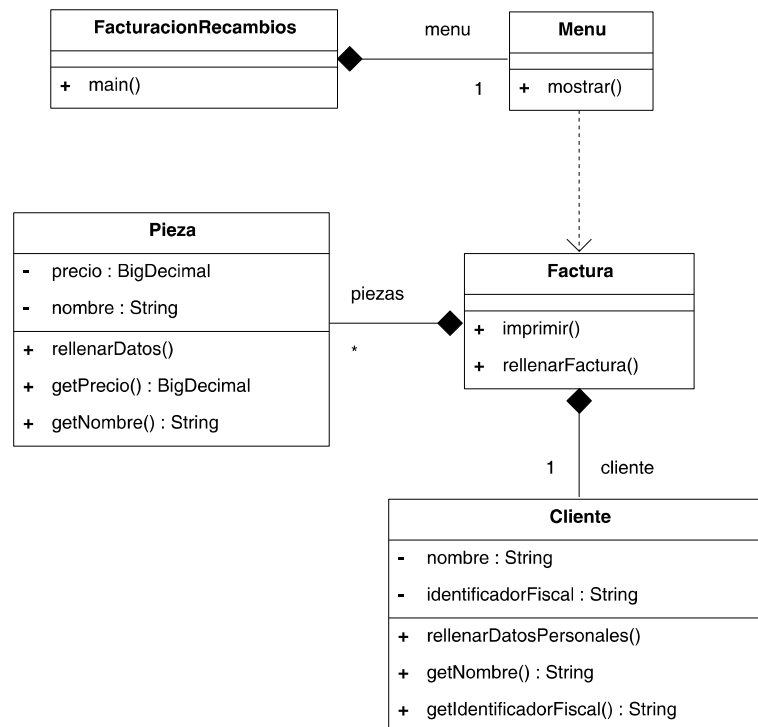 FacturacionRecambios
+ main()
menu
1
Menu
+ mostrar()
Pieza
- precio : BigDecimal
- nombre : String
+ rellenarDatos()
+ getPrecio() : BigDecimal
+ getNombre() : String
piezas
*
Factura
+ imprimir()
+ rellenarFactura()
1 cliente
Cliente
- nombre : String
- identificadorFiscal : String
+ rellenarDatosPersonales()
+ getNombre() : String
+ getIdentificadorFiscal() : String